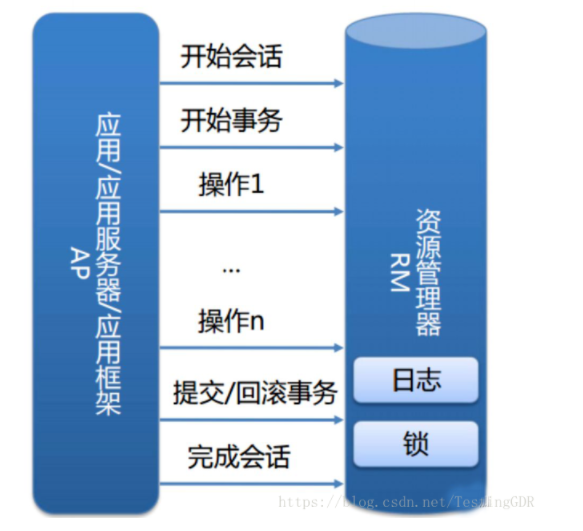 开始会话
开始事务
操作1
...
操作n
提交/回滚事务
完成会话
应用/应用服务器/应用框架
AP
资源管理器
RM
日志
锁
https://blog.csdn.net/TesalingGDR